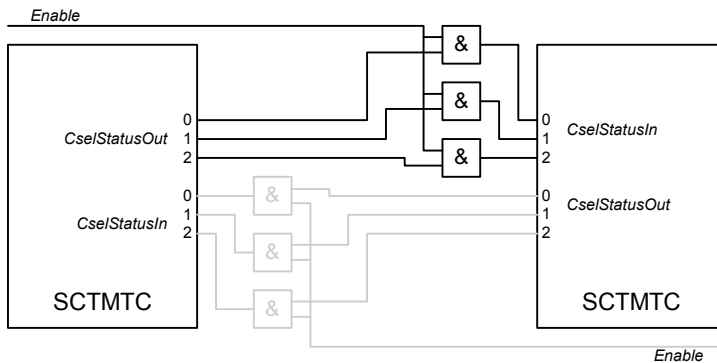 Enable
&
0
&
0
CselStatusOut
1
1
CselStatusIn
2
&
2
0
&
0
CselStatusOut
1
1
CselStatusIn
2
&
2
SCTMTC
&
SCTMTC
Enable